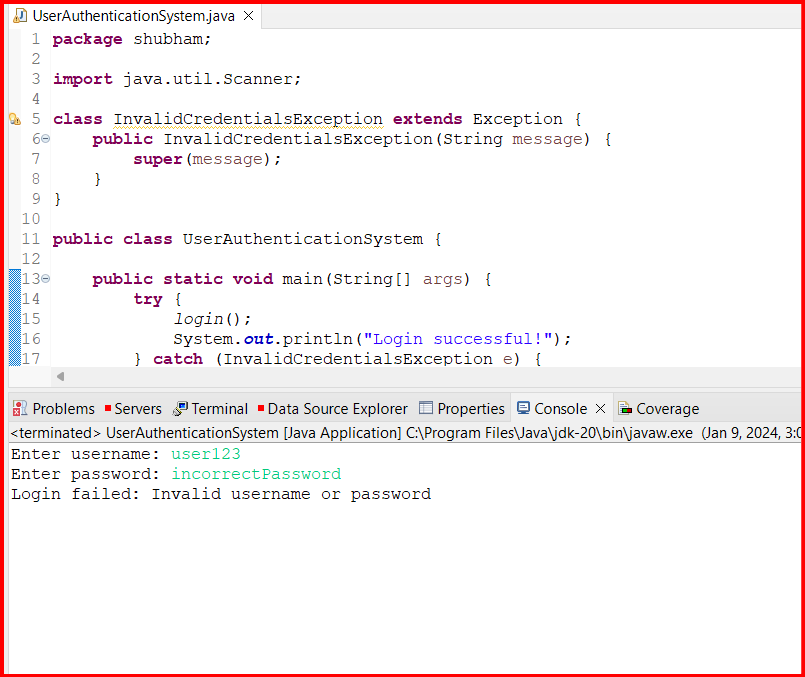 UserAuthenticationSystem.java
1 package shubham;
2
3 import java.util.Scanner;
4
5 class InvalidCredentialsException extends Exception {
6     public InvalidCredentialsException(String message) {
7         super(message);
8     }
9 }
10
11 public class UserAuthenticationSystem {
12
13     public static void main(String[] args) {
14         try {
15             login();
16             System.out.println("Login successful!");
17         } catch (InvalidCredentialsException e) {
Problems Servers Terminal Data Source Explorer Properties Console Coverage
<terminated> UserAuthenticationSystem [Java Application] C:\Program Files\Java\jdk-20\bin\javaw.exe (Jan 9, 2024, 3:0
Enter username: user123
Enter password: incorrectPassword
Login failed: Invalid username or password